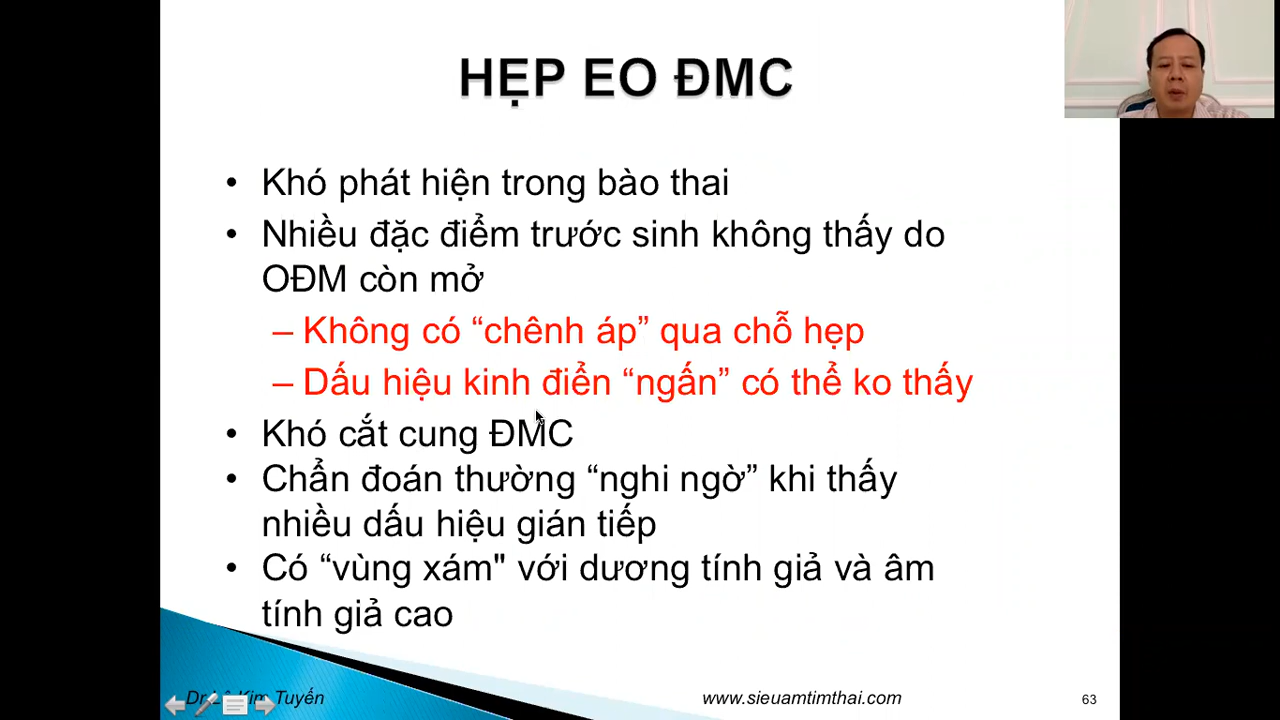 HẸP EO ĐMC
• Khó phát hiện trong bào thai
• Nhiều đặc điểm trước sinh không thấy do
OĐM còn mở
– Không có “chênh áp” qua chỗ hẹp
– Dấu hiệu kinh điển “ngấn” có thể ko thấy
• Khó cắt cung ĐMC
• Chẩn đoán thường “nghi ngờ” khi thấy
nhiều dấu hiệu gián tiếp
• Có “vùng xám" với dương tính giả và âm
tính giả cao
Dr Lê Kim Tuyến
www.sieuamtimthai.com
63